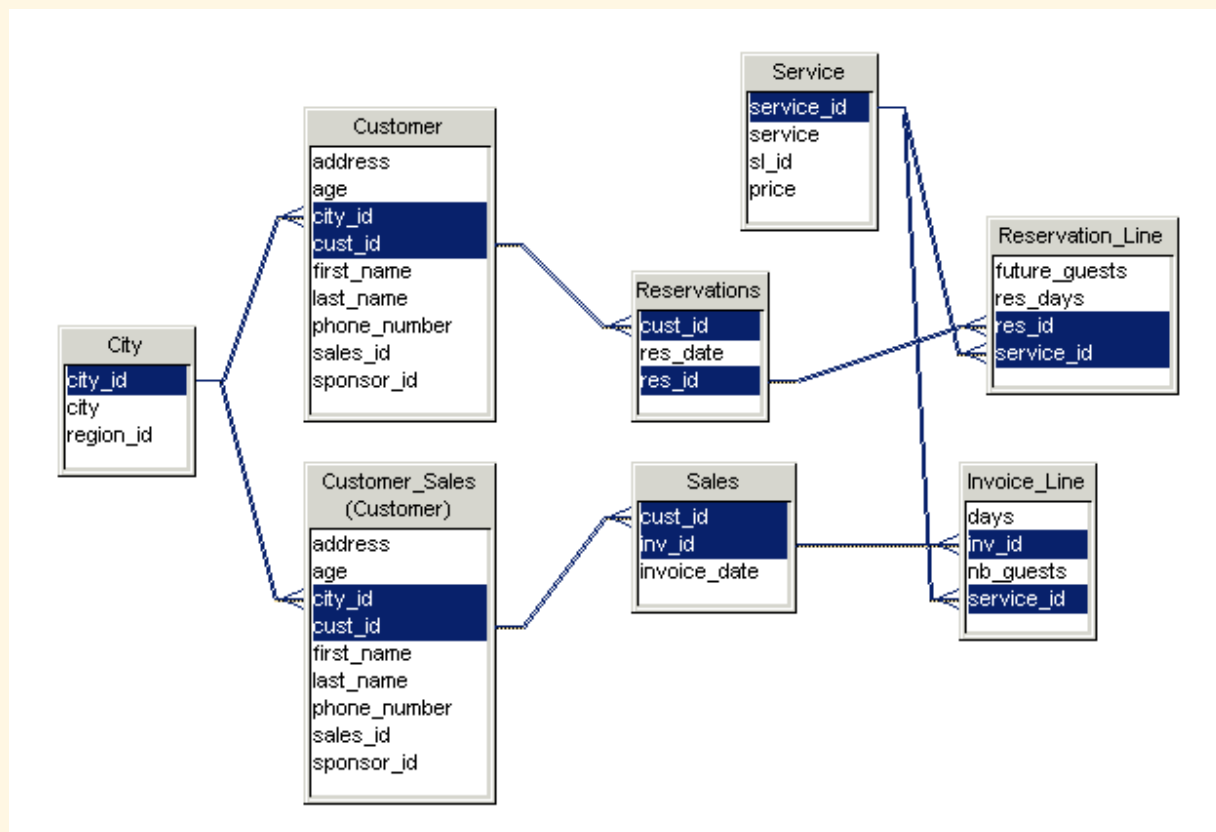 City
city_id
city
region_id
Customer
address
age
city_id
cust_id
first_name
last_name
phone_number
sales_id
sponsor_id
Customer_Sales
(Customer)
address
age
city_id
cust_id
first_name
last_name
phone_number
sales_id
sponsor_id
Reservations
cust_id
res_date
res_id
Sales
cust_id
inv_id
invoice_date
Service
service_id
service
sl_id
price
Reservation_Line
future_guests
res_days
res_id
service_id
Invoice_Line
days
inv_id
nb_guests
service_id